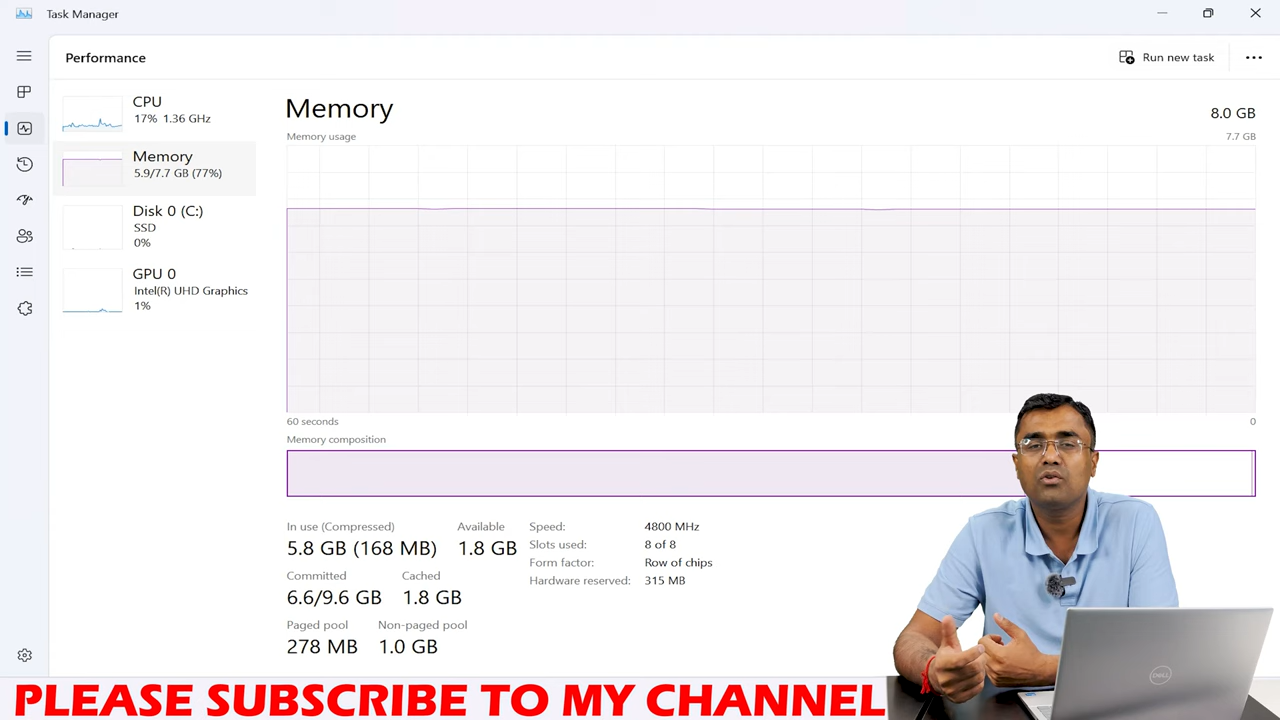 Task Manager
Performance
Run new task
CPU
17% 1.36 GHz
Memory
5.9/7.7 GB (77%)
Disk 0 (C:)
SSD
0%
GPU 0
Intel(R) UHD Graphics
1%
Memory
8.0 GB
Memory usage
7.7 GB
60 seconds
0
Memory composition
In use (Compressed)
Available
5.8 GB (168 MB)
1.8 GB
Committed
Cached
6.6/9.6 GB
1.8 GB
Paged pool
Non-paged pool
278 MB
1.0 GB
Speed: 4800 MHz
Slots used: 8 of 8
Form factor: Row of chips
Hardware reserved: 315 MB
DELL
PLEASE SUBSCRIBE TO MY CHANNEL